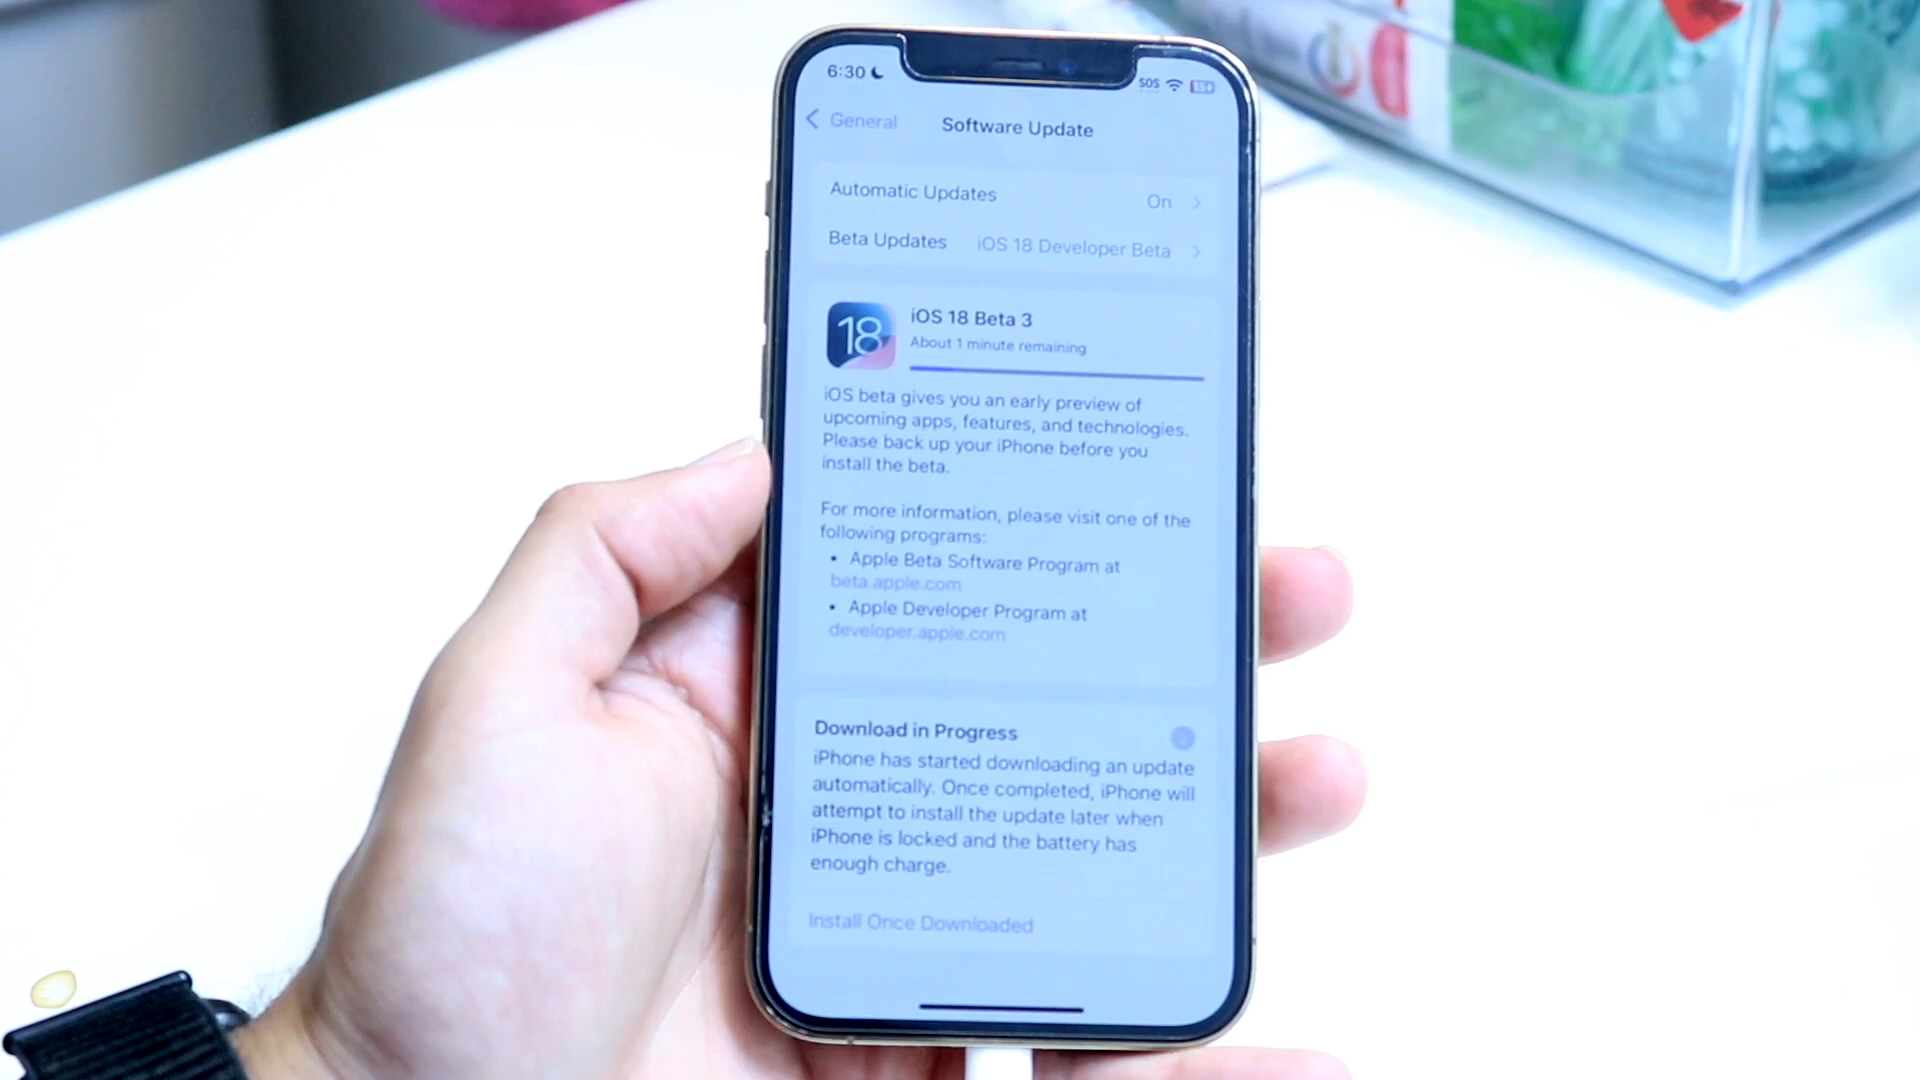 6:30
SOS
General
Software Update
Automatic Updates On
Beta Updates iOS 18 Developer Beta
18
iOS 18 Beta 3
About 1 minute remaining
iOS beta gives you an early preview of
upcoming apps, features, and technologies.
Please back up your iPhone before you
install the beta.
For more information, please visit one of the
following programs:
• Apple Beta Software Program at
beta.apple.com
• Apple Developer Program at
developer.apple.com
Download in Progress
iPhone has started downloading an update
automatically. Once completed, iPhone will
attempt to install the update later when
iPhone is locked and the battery has
enough charge.
Install Once Downloaded